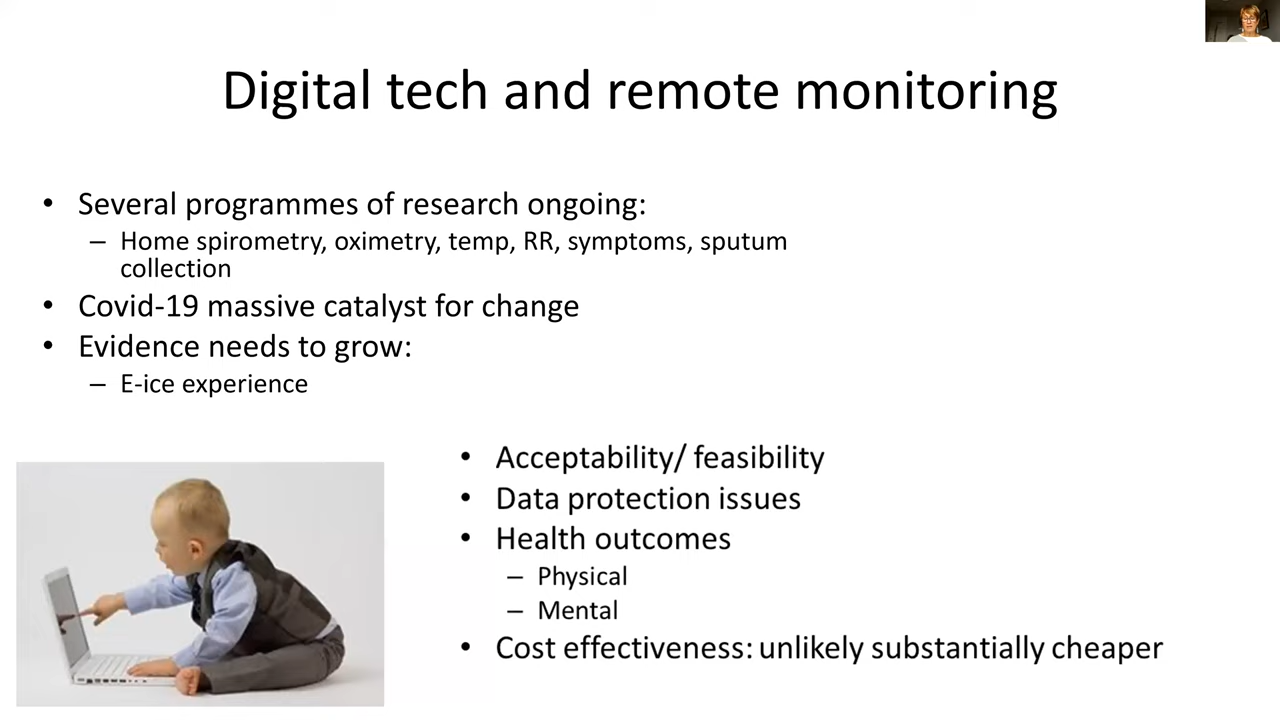 Digital tech and remote monitoring
• Several programmes of research ongoing:
– Home spirometry, oximetry, temp, RR, symptoms, sputum
collection
• Covid-19 massive catalyst for change
• Evidence needs to grow:
– E-ice experience
• Acceptability/ feasibility
• Data protection issues
• Health outcomes
– Physical
– Mental
• Cost effectiveness: unlikely substantially cheaper